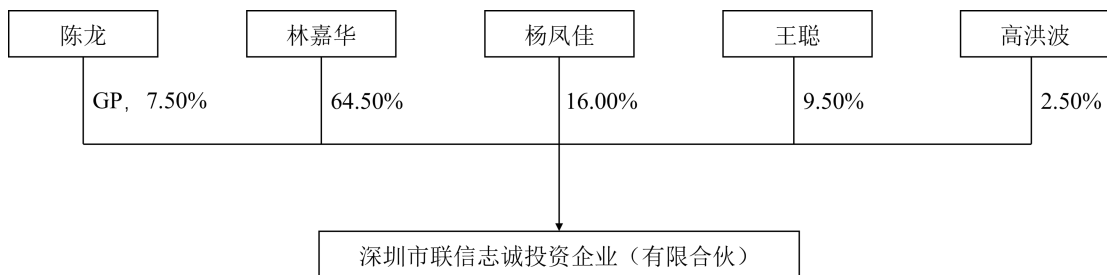 陈龙
林嘉华
杨凤佳
王聪
高洪波
GP，7.50%
64.50%
16.00%
9.50%
2.50%
深圳市联信志诚投资企业（有限合伙）